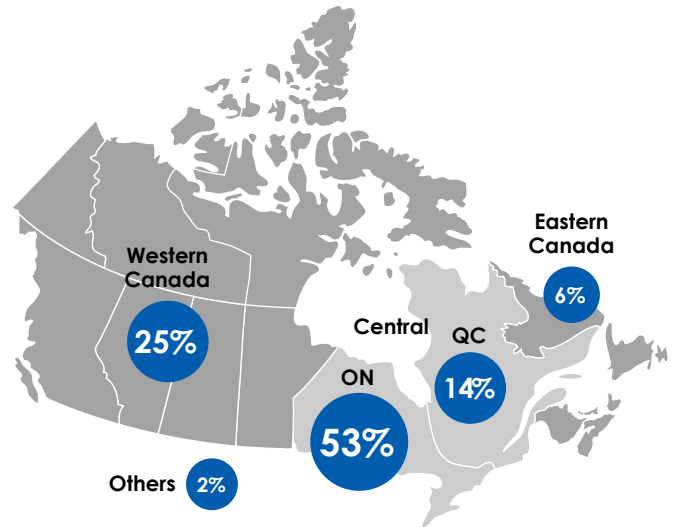 Eastern
Canada
6%
Western
Canada
25%
Central
QC
14%
ON
53%
Others
2%